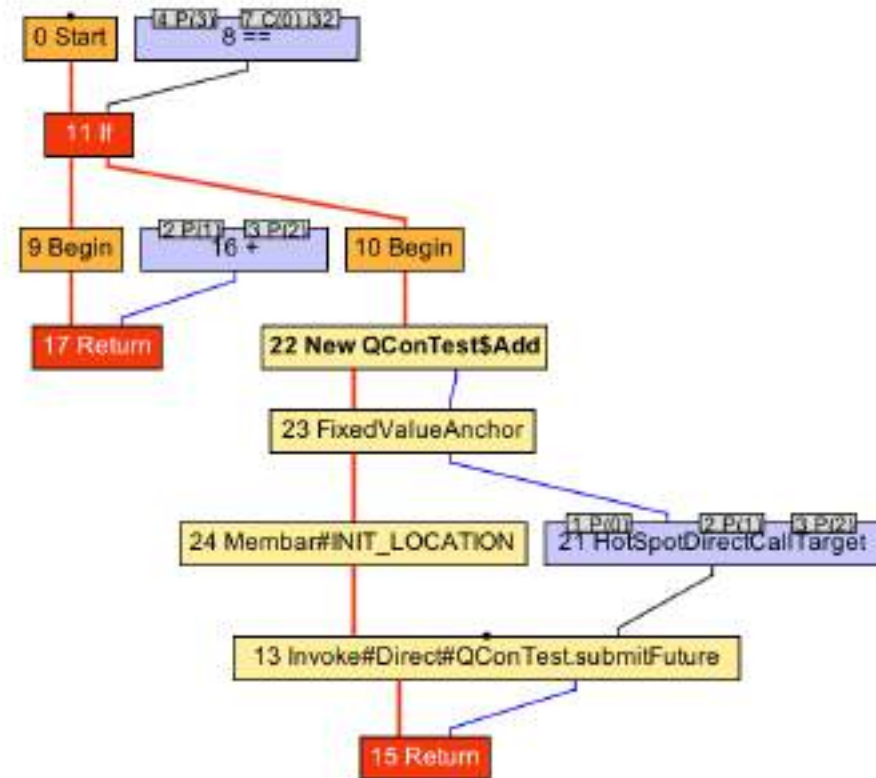 4 P(3) 7 C(0) i32
0 Start
8 ==
11 If
2 P(1) 3 P(2)
9 Begin
16 +
10 Begin
17 Return
22 New QConTest$Add
23 FixedValueAnchor
1 P(0) 2 P(1) 3 P(2)
24 Membar#INIT_LOCATION
21 HotSpotDirectCallTarget
13 Invoke#Direct#QConTest.submitFuture
15 Return